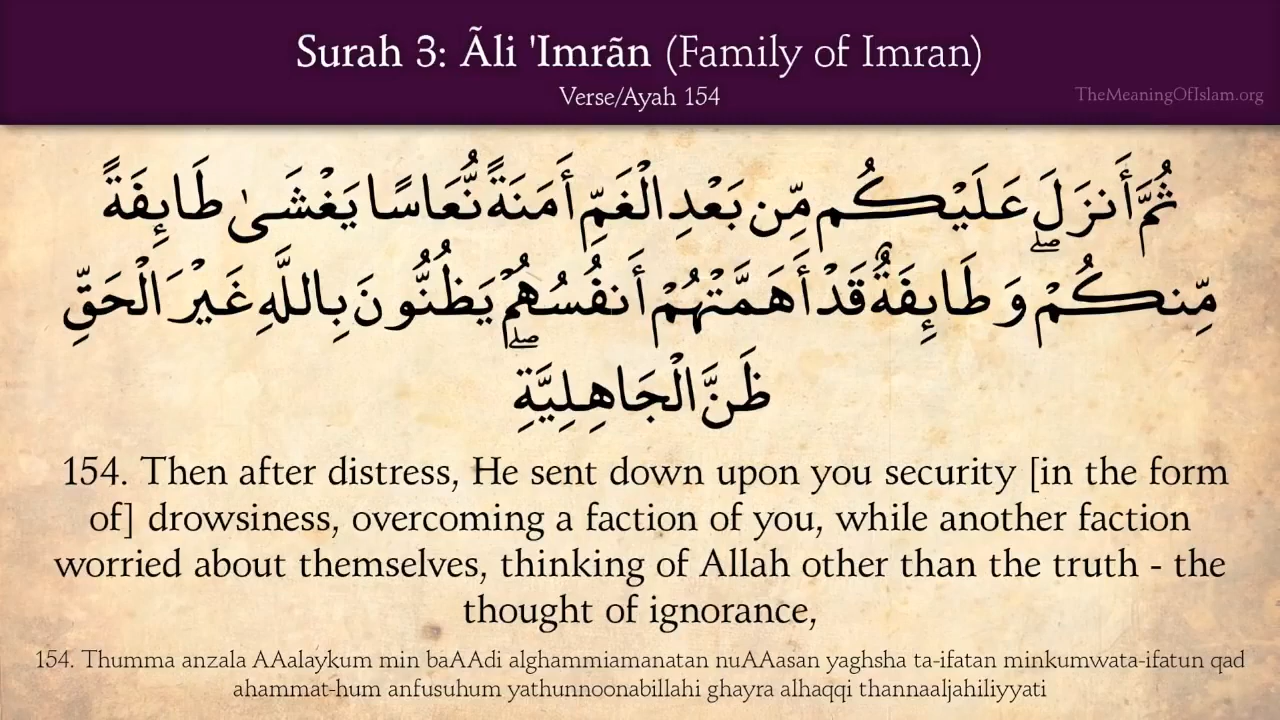 Surah 3: Ãli 'Imrãn (Family of Imran)
Verse/Ayah 154
TheMeaningOfIslam.org
ثُمَّ أَنزَلَ عَلَيْكُم مِّن بَعْدِ الْغَمِّ أَمَنَةً نُّعَاسًا يَغْشَىٰ طَايِفَةً
مِّنكُمْ ۖ وَطَايِفَةٌ قَدْ أَهَمَّتْهُمْ أَنفُسُهُمْ يَظُنُّونَ بِاللَّهِ غَيْرَ الْحَقِّ
ظَنَّ الْجَاهِلِيَّةِ ۖ
154. Then after distress, He sent down upon you security [in the form
of] drowsiness, overcoming a faction of you, while another faction
worried about themselves, thinking of Allah other than the truth - the
thought of ignorance,
154. Thumma anzala AAalaykum min baAAdi alghammiamanatan nuAAasan yaghsha ta-ifatan minkumwata-ifatun qad
ahammat-hum anfusuhum yathunnoonabillahi ghayra alhaqqi thannaaljahiliyyati